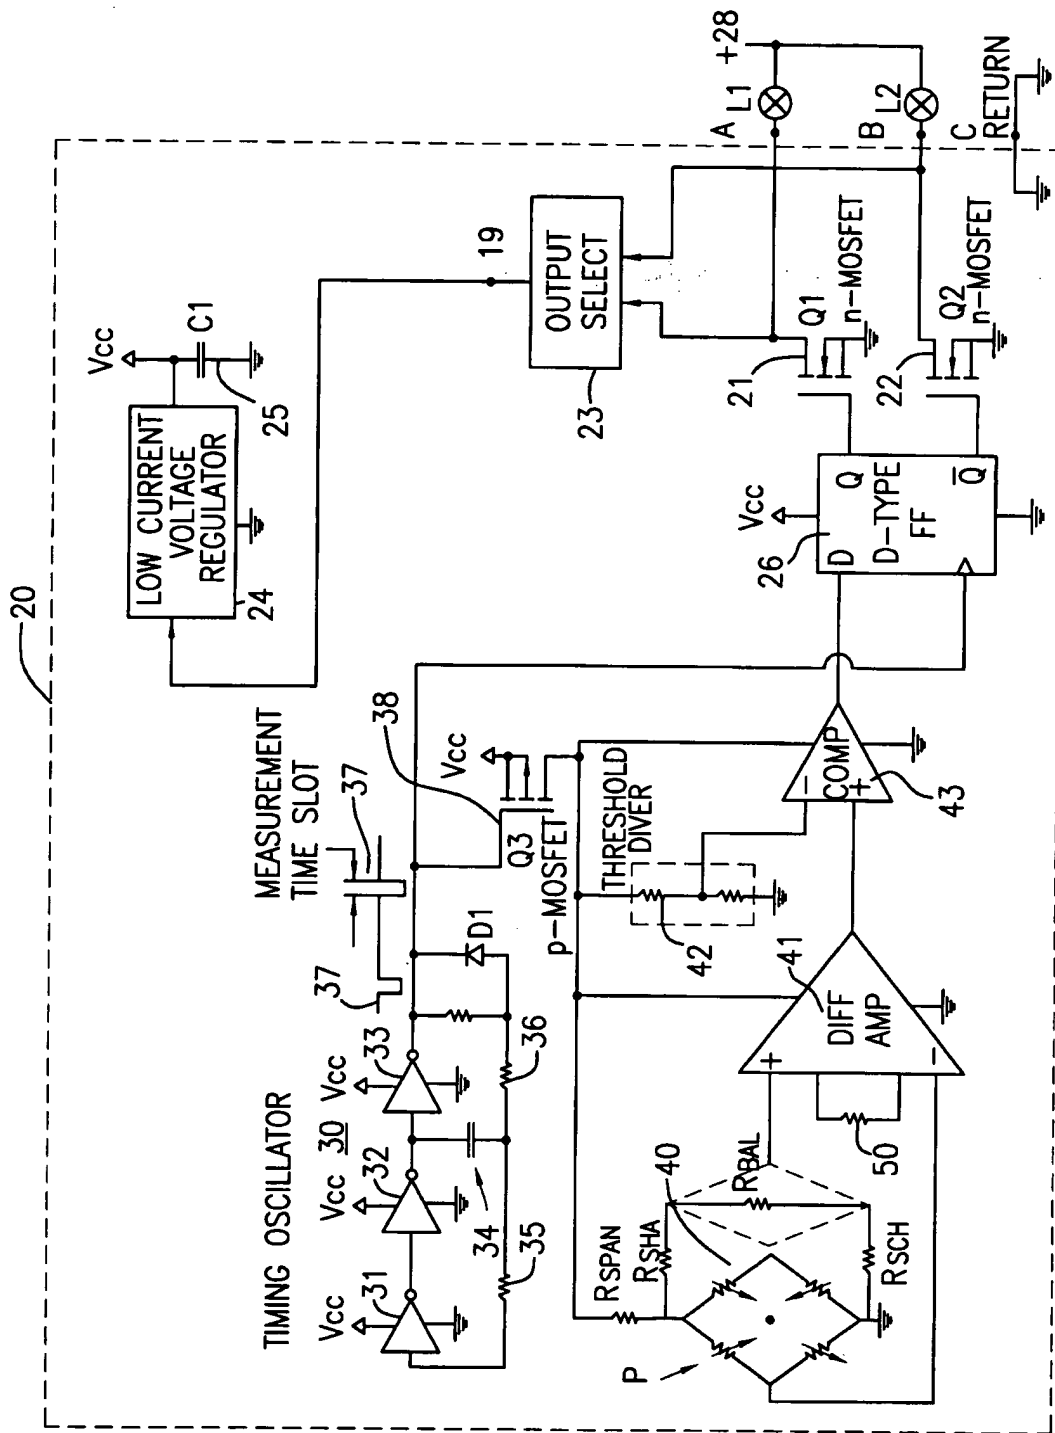 20
LOW CURRENT
VOLTAGE
REGULATOR
24
Vcc
C1
25
19
OUTPUT
SELECT
23
+28
A
L1
B
L2
C
RETURN
Q1
n-MOSFET
21
Q2
n-MOSFET
22
Vcc
26
D
Q
D-TYPE
FF
Q̅
MEASUREMENT
TIME SLOT
37
37
38
Vcc
Q3
p-MOSFET
D1
TIMING OSCILLATOR
30
Vcc
31
Vcc
32
Vcc
33
34
35
36
THRESHOLD
DIVER
42
-
COMP
+
43
41
DIFF
AMP
+
-
50
RSPAN
RSHA
40
RBAL
RSCH
P